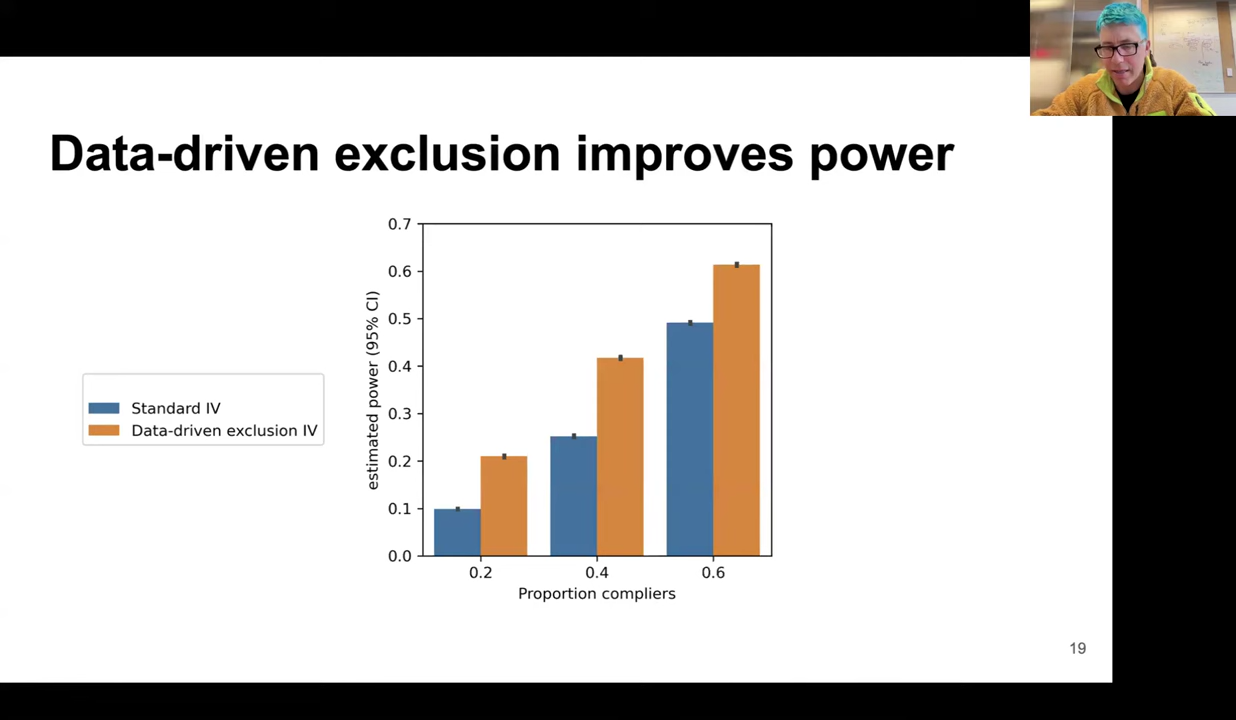 Data-driven exclusion improves power
Standard IV
Data-driven exclusion IV
estimated power (95% CI)
0.7
0.6
0.5
0.4
0.3
0.2
0.1
0.0
0.2 0.4 0.6
Proportion compliers
19